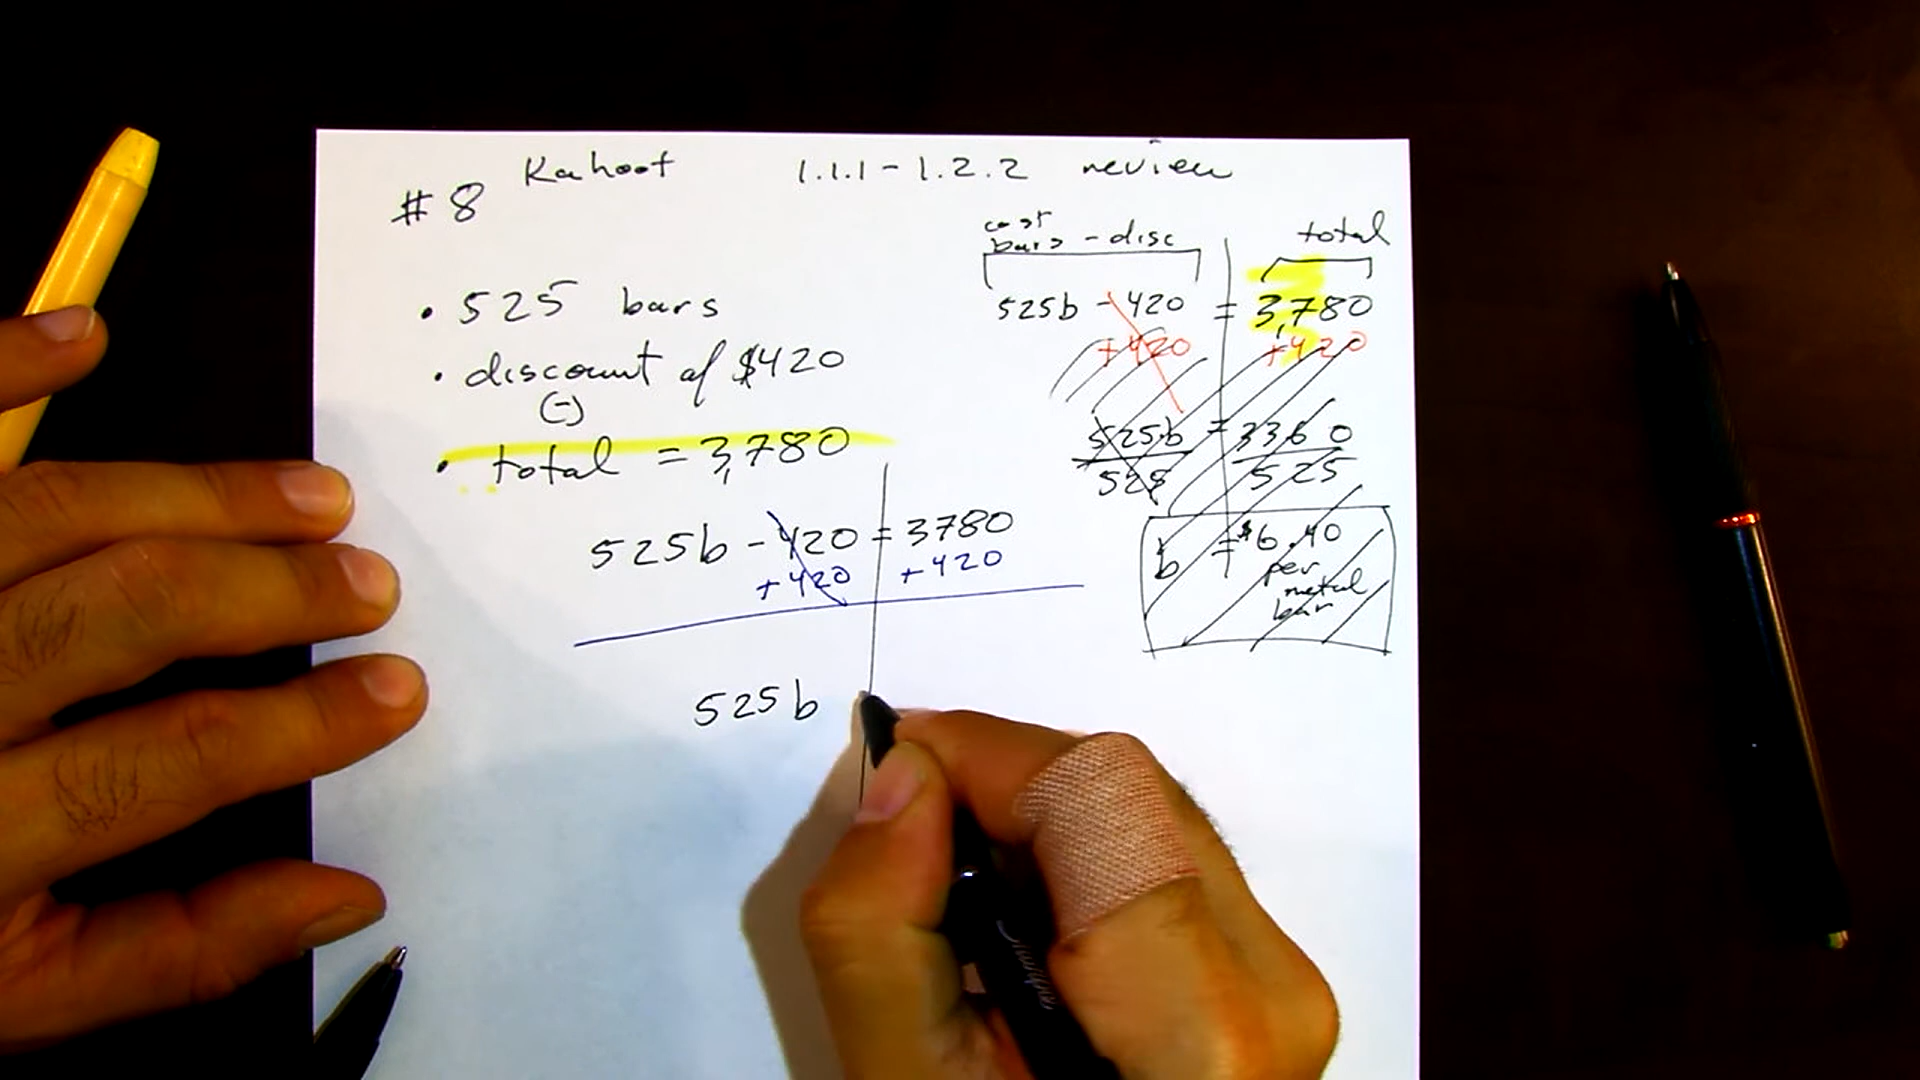 Kahoot 1.1.1 - 1.2.2 review
# 8
• 525 bars
• discount of $420
(-)
• total = 3,780
525b - 420 = 3780
+420 +420
525b
cost
bars - disc total
525b - 420 = 3,780
+420 +420
525b = 3360
525 525
b = $6.40
per
metal
bar